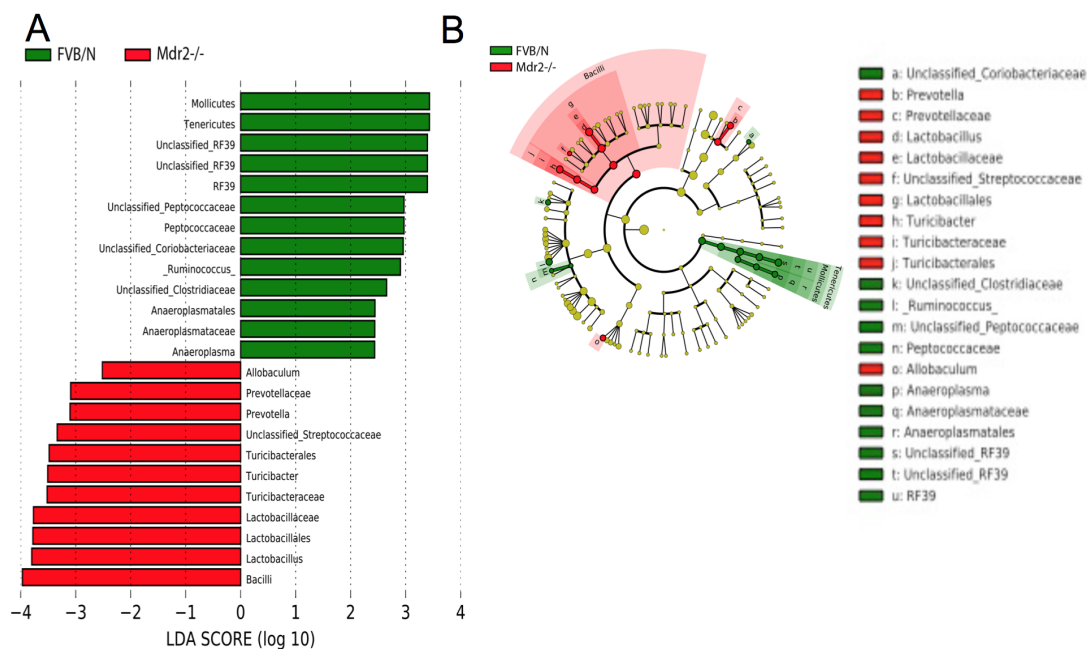 A
FVB/N Mdr2-/-
Mollicutes
Tenericutes
Unclassified_RF39
Unclassified_RF39
RF39
Unclassified_Peptococcaceae
Peptococcaceae
Unclassified_Coriobacteriaceae
_Ruminococcus_
Unclassified_Clostridiaceae
Anaeroplasmatales
Anaeroplasmataceae
Anaeroplasma
Allobaculum
Prevotellaceae
Prevotella
Unclassified_Streptococcaceae
Turicibacterales
Turicibacter
Turicibacteraceae
Lactobacillaceae
Lactobacillales
Lactobacillus
Bacilli
−4 −3 −2 −1 0 1 2 3 4
LDA SCORE (log 10)
B
FVB/N
Mdr2-/-
Bacilli
g
e
d
f
j
i
h
c
b
a
k
l
m
n
o
s
t
u
p
q
r
Mollicutes
Tenericutes
a: Unclassified_Coriobacteriaceae
b: Prevotella
c: Prevotellaceae
d: Lactobacillus
e: Lactobacillaceae
f: Unclassified_Streptococcaceae
g: Lactobacillales
h: Turicibacter
i: Turicibacteraceae
j: Turicibacterales
k: Unclassified_Clostridiaceae
l: _Ruminococcus_
m: Unclassified_Peptococcaceae
n: Peptococcaceae
o: Allobaculum
p: Anaeroplasma
q: Anaeroplasmataceae
r: Anaeroplasmatales
s: Unclassified_RF39
t: Unclassified_RF39
u: RF39